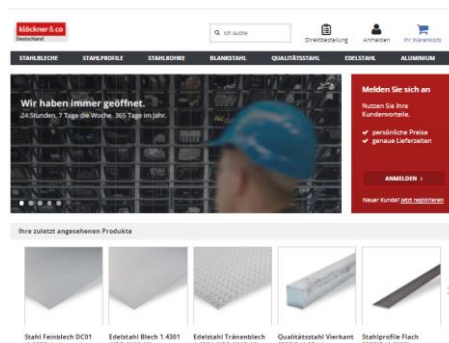 klöckner & co
Deutschland
Ich suche
Direktbestellung
Anmelden
Ihr Warenkorb
STAHLBLECHE STAHLPROFILE STAHLROHRE BLANKSTAHL QUALITÄTSSTAHL EDELSTAHL ALUMINIUM
Wir haben immer geöffnet.
24 Stunden. 7 Tage die Woche. 365 Tage im Jahr.
Melden Sie sich an
Nutzen Sie Ihre
Kundenvorteile.
persönliche Preise
genaue Lieferzeiten
ANMELDEN ›
Neuer Kunde? Jetzt registrieren
Ihre zuletzt angesehenen Produkte
Stahl Feinblech DC01
Edelstahl Blech 1.4301
Edelstahl Tränenblech
Qualitätsstahl Vierkant
Stahlprofile Flach